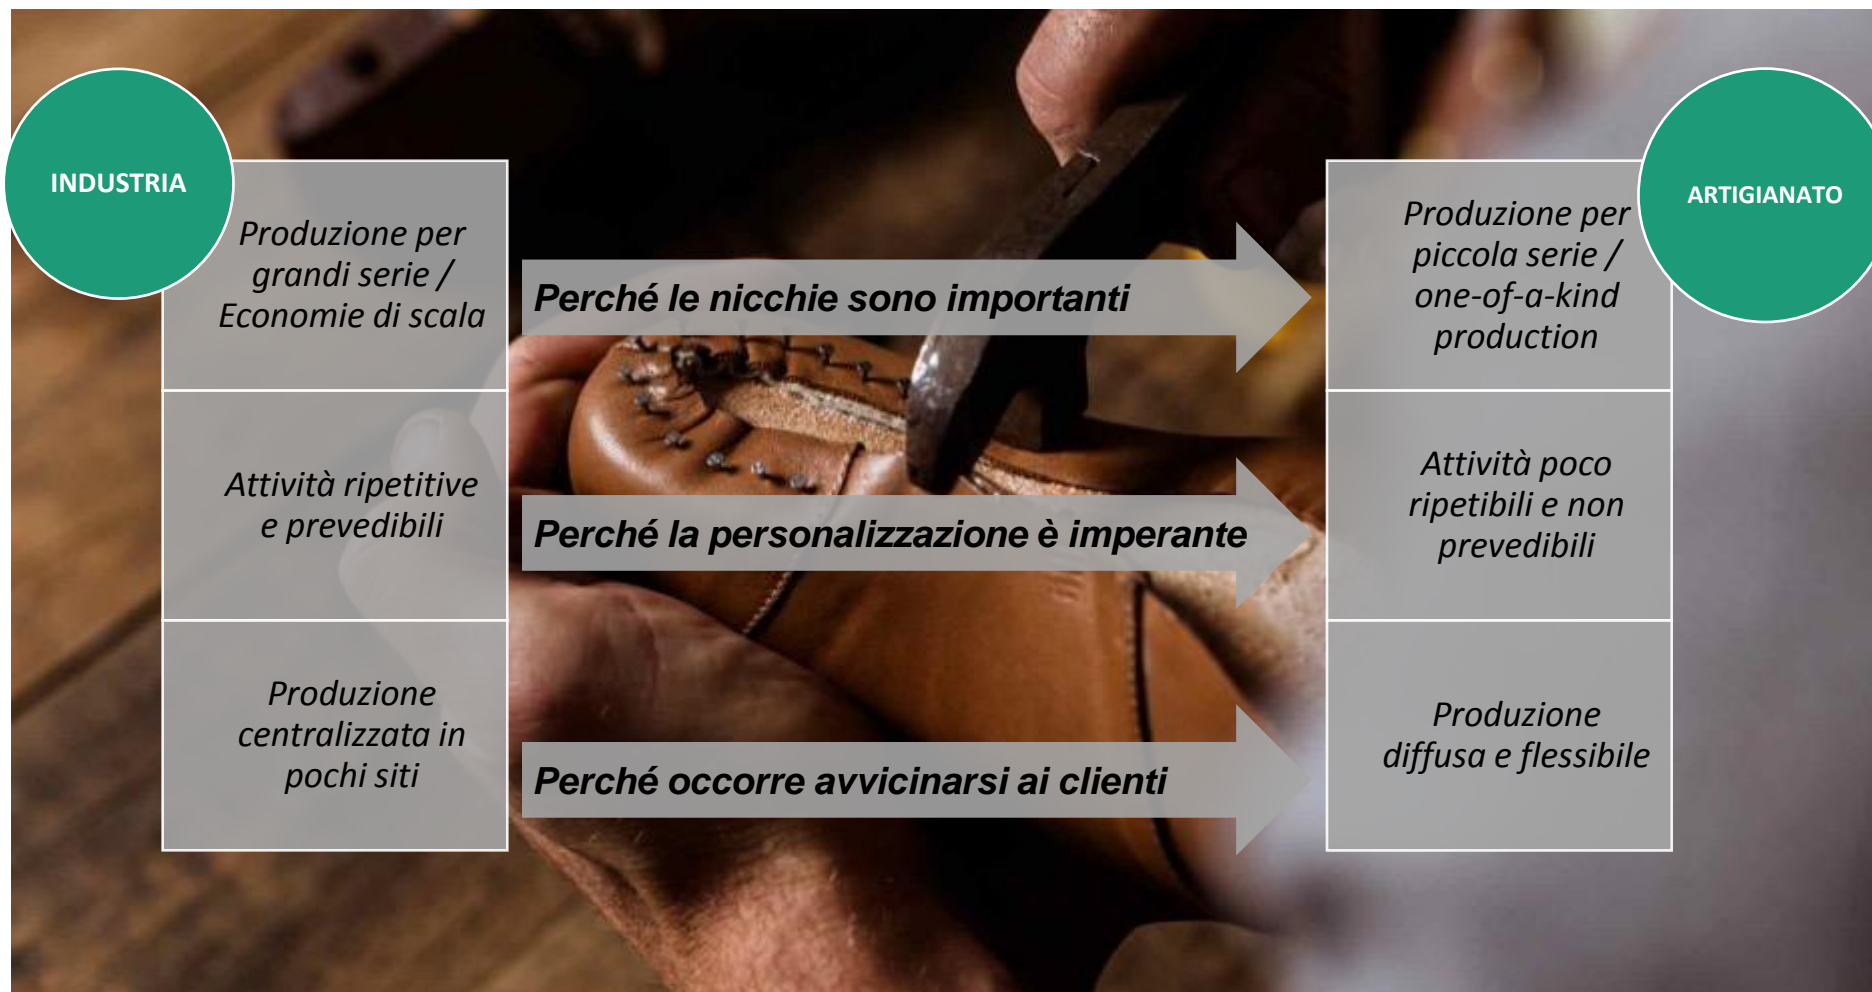 INDUSTRIA
ARTIGIANATO
Produzione per
grandi serie /
Economie di scala
Perché le nicchie sono importanti
Produzione per
piccola serie /
one-of-a-kind
production
Attività ripetitive
e prevedibili
Perché la personalizzazione è imperante
Attività poco
ripetibili e non
prevedibili
Produzione
centralizzata in
pochi siti
Perché occorre avvicinarsi ai clienti
Produzione
diffusa e flessibile